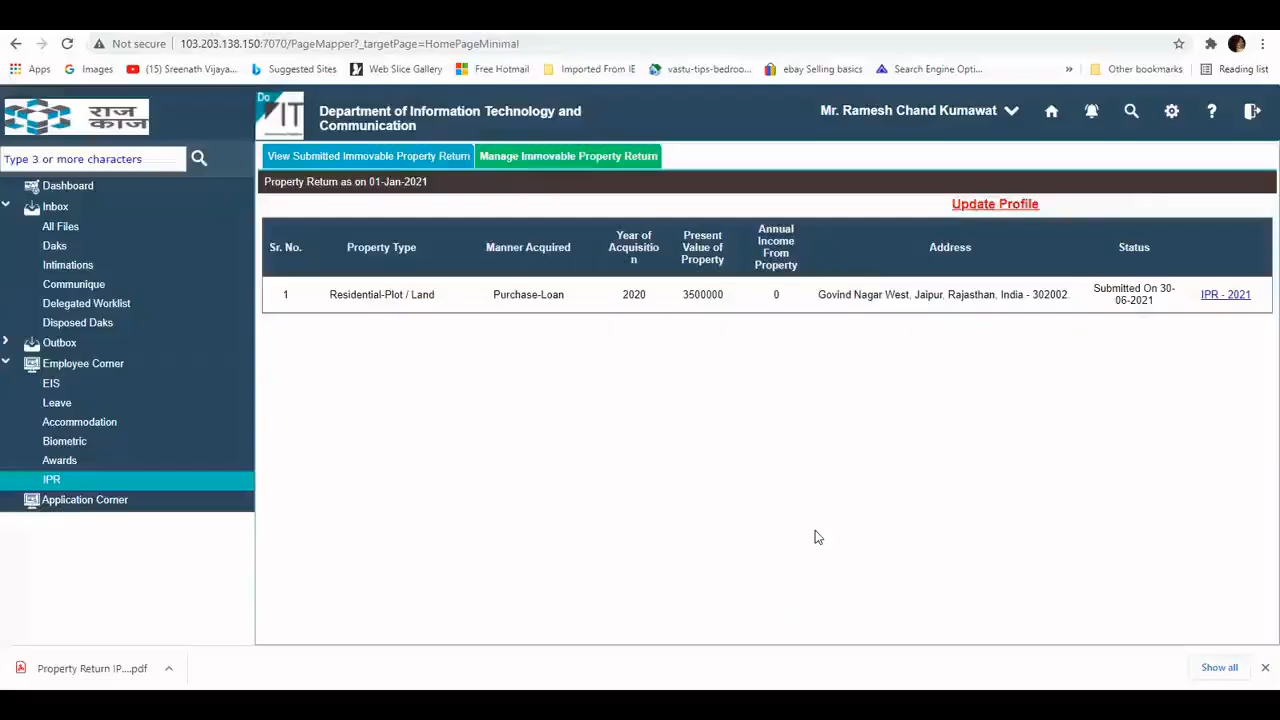 Not secure | 103.203.138.150:7070/PageMapper?_targetPage=HomePageMinimal
Apps Images (15) Sreenath Vijaya... Suggested Sites Web Slice Gallery Free Hotmail Imported From IE vastu-tips-bedroo... ebay Selling basics Search Engine Opti... » Other bookmarks Reading list
राज काज
Do IT
Department of Information Technology and
Communication
Mr. Ramesh Chand Kumawat
Type 3 or more characters
View Submitted Immovable Property Return Manage Immovable Property Return
Property Return as on 01-Jan-2021
Update Profile
Dashboard
Inbox
All Files
Daks
Intimations
Communique
Delegated Worklist
Disposed Daks
Outbox
Employee Corner
EIS
Leave
Accommodation
Biometric
Awards
IPR
Application Corner
Sr. No. Property Type Manner Acquired Year of Acquisitio n Present Value of Property Annual Income From Property Address Status
1 Residential-Plot / Land Purchase-Loan 2020 3500000 0 Govind Nagar West, Jaipur, Rajasthan, India - 302002 Submitted On 30-06-2021 IPR - 2021
Property Return IP....pdf
Show all